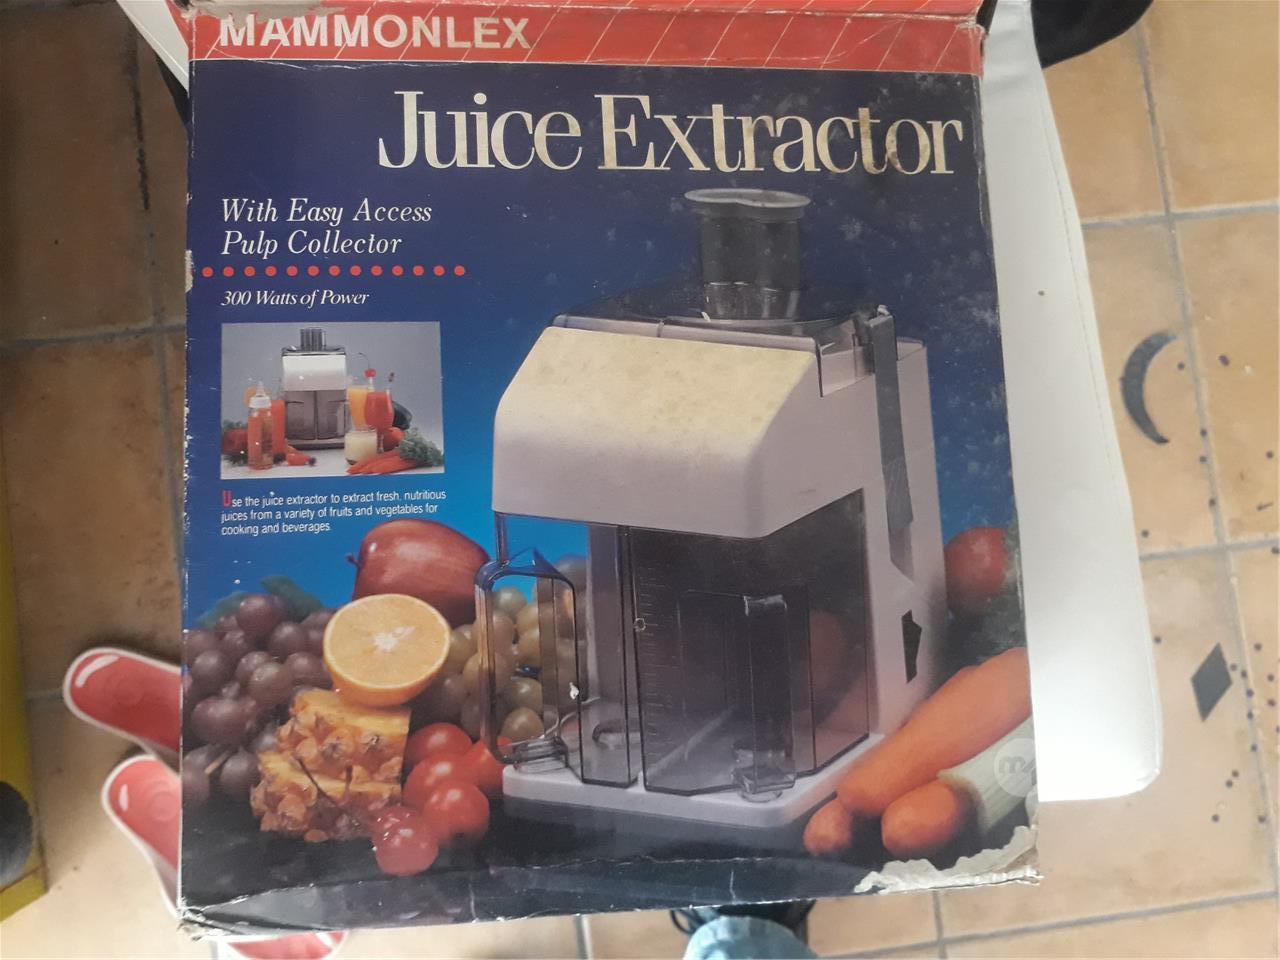 MAMMONLEX
Juice Extractor
With Easy Access
Pulp Collector
300 Watts of Power
Use the juice extractor to extract fresh, nutritious
juices from a variety of fruits and vegetables for
cooking and beverages.
m